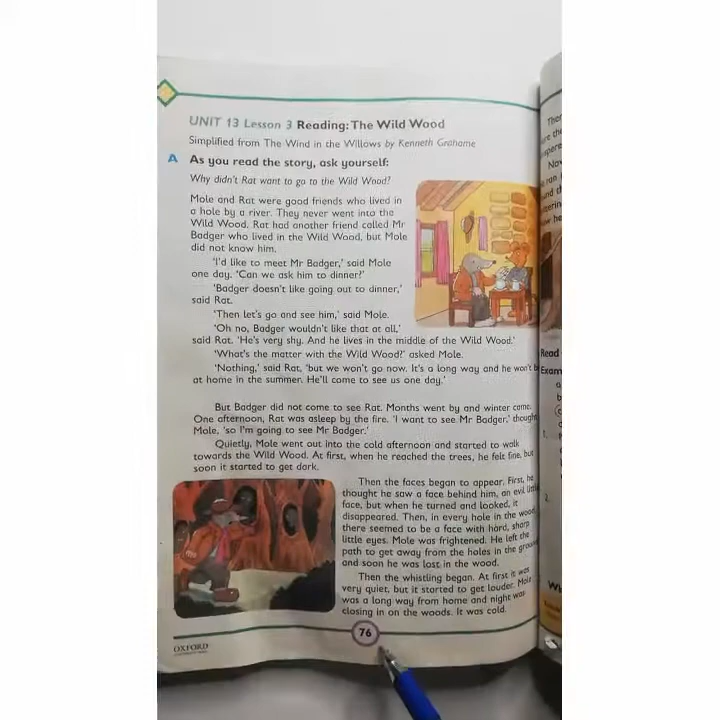 UNIT 13 Lesson 3 Reading: The Wild Wood
Simplified from The Wind in the Willows by Kenneth Grahame
A As you read the story, ask yourself:
Why didn't Rat want to go to the Wild Wood?
Mole and Rat were good friends who lived in
a hole by a river. They never went into the
Wild Wood. Rat had another friend called Mr
Badger who lived in the Wild Wood, but Mole
did not know him.
'I'd like to meet Mr Badger,' said Mole
one day. 'Can we ask him to dinner?'
'Badger doesn't like going out to dinner,'
said Rat.
'Then let's go and see him,' said Mole.
'Oh no, Badger wouldn't like that at all,'
said Rat. 'He's very shy. And he lives in the middle of the Wild Wood.'
'What's the matter with the Wild Wood?' asked Mole.
'Nothing,' said Rat, 'but we won't go now. It's a long way and he won't
at home in the summer. He'll come to see us one day.'
But Badger did not come to see Rat. Months went by and winter came.
One afternoon, Rat was asleep by the fire. 'I want to see Mr Badger,' thought
Mole, 'so I'm going to see Mr Badger.'
Quietly, Mole went out into the cold afternoon and started to walk
towards the Wild Wood. At first, when he reached the trees, he felt fine, but
soon it started to get dark.
Then the faces began to appear. First, he
thought he saw a face behind him, an evil little
face, but when he turned and looked, it
disappeared. Then, in every hole in the wood,
there seemed to be a face with hard, sharp
little eyes. Mole was frightened. He left the
path to get away from the holes in the ground
and soon he was lost in the wood.
Then the whistling began. At first it was
very quiet, but it started to get louder. Mole
was a long way from home and night was
closing in on the woods. It was cold.
76
OXFORD
Read
Exam